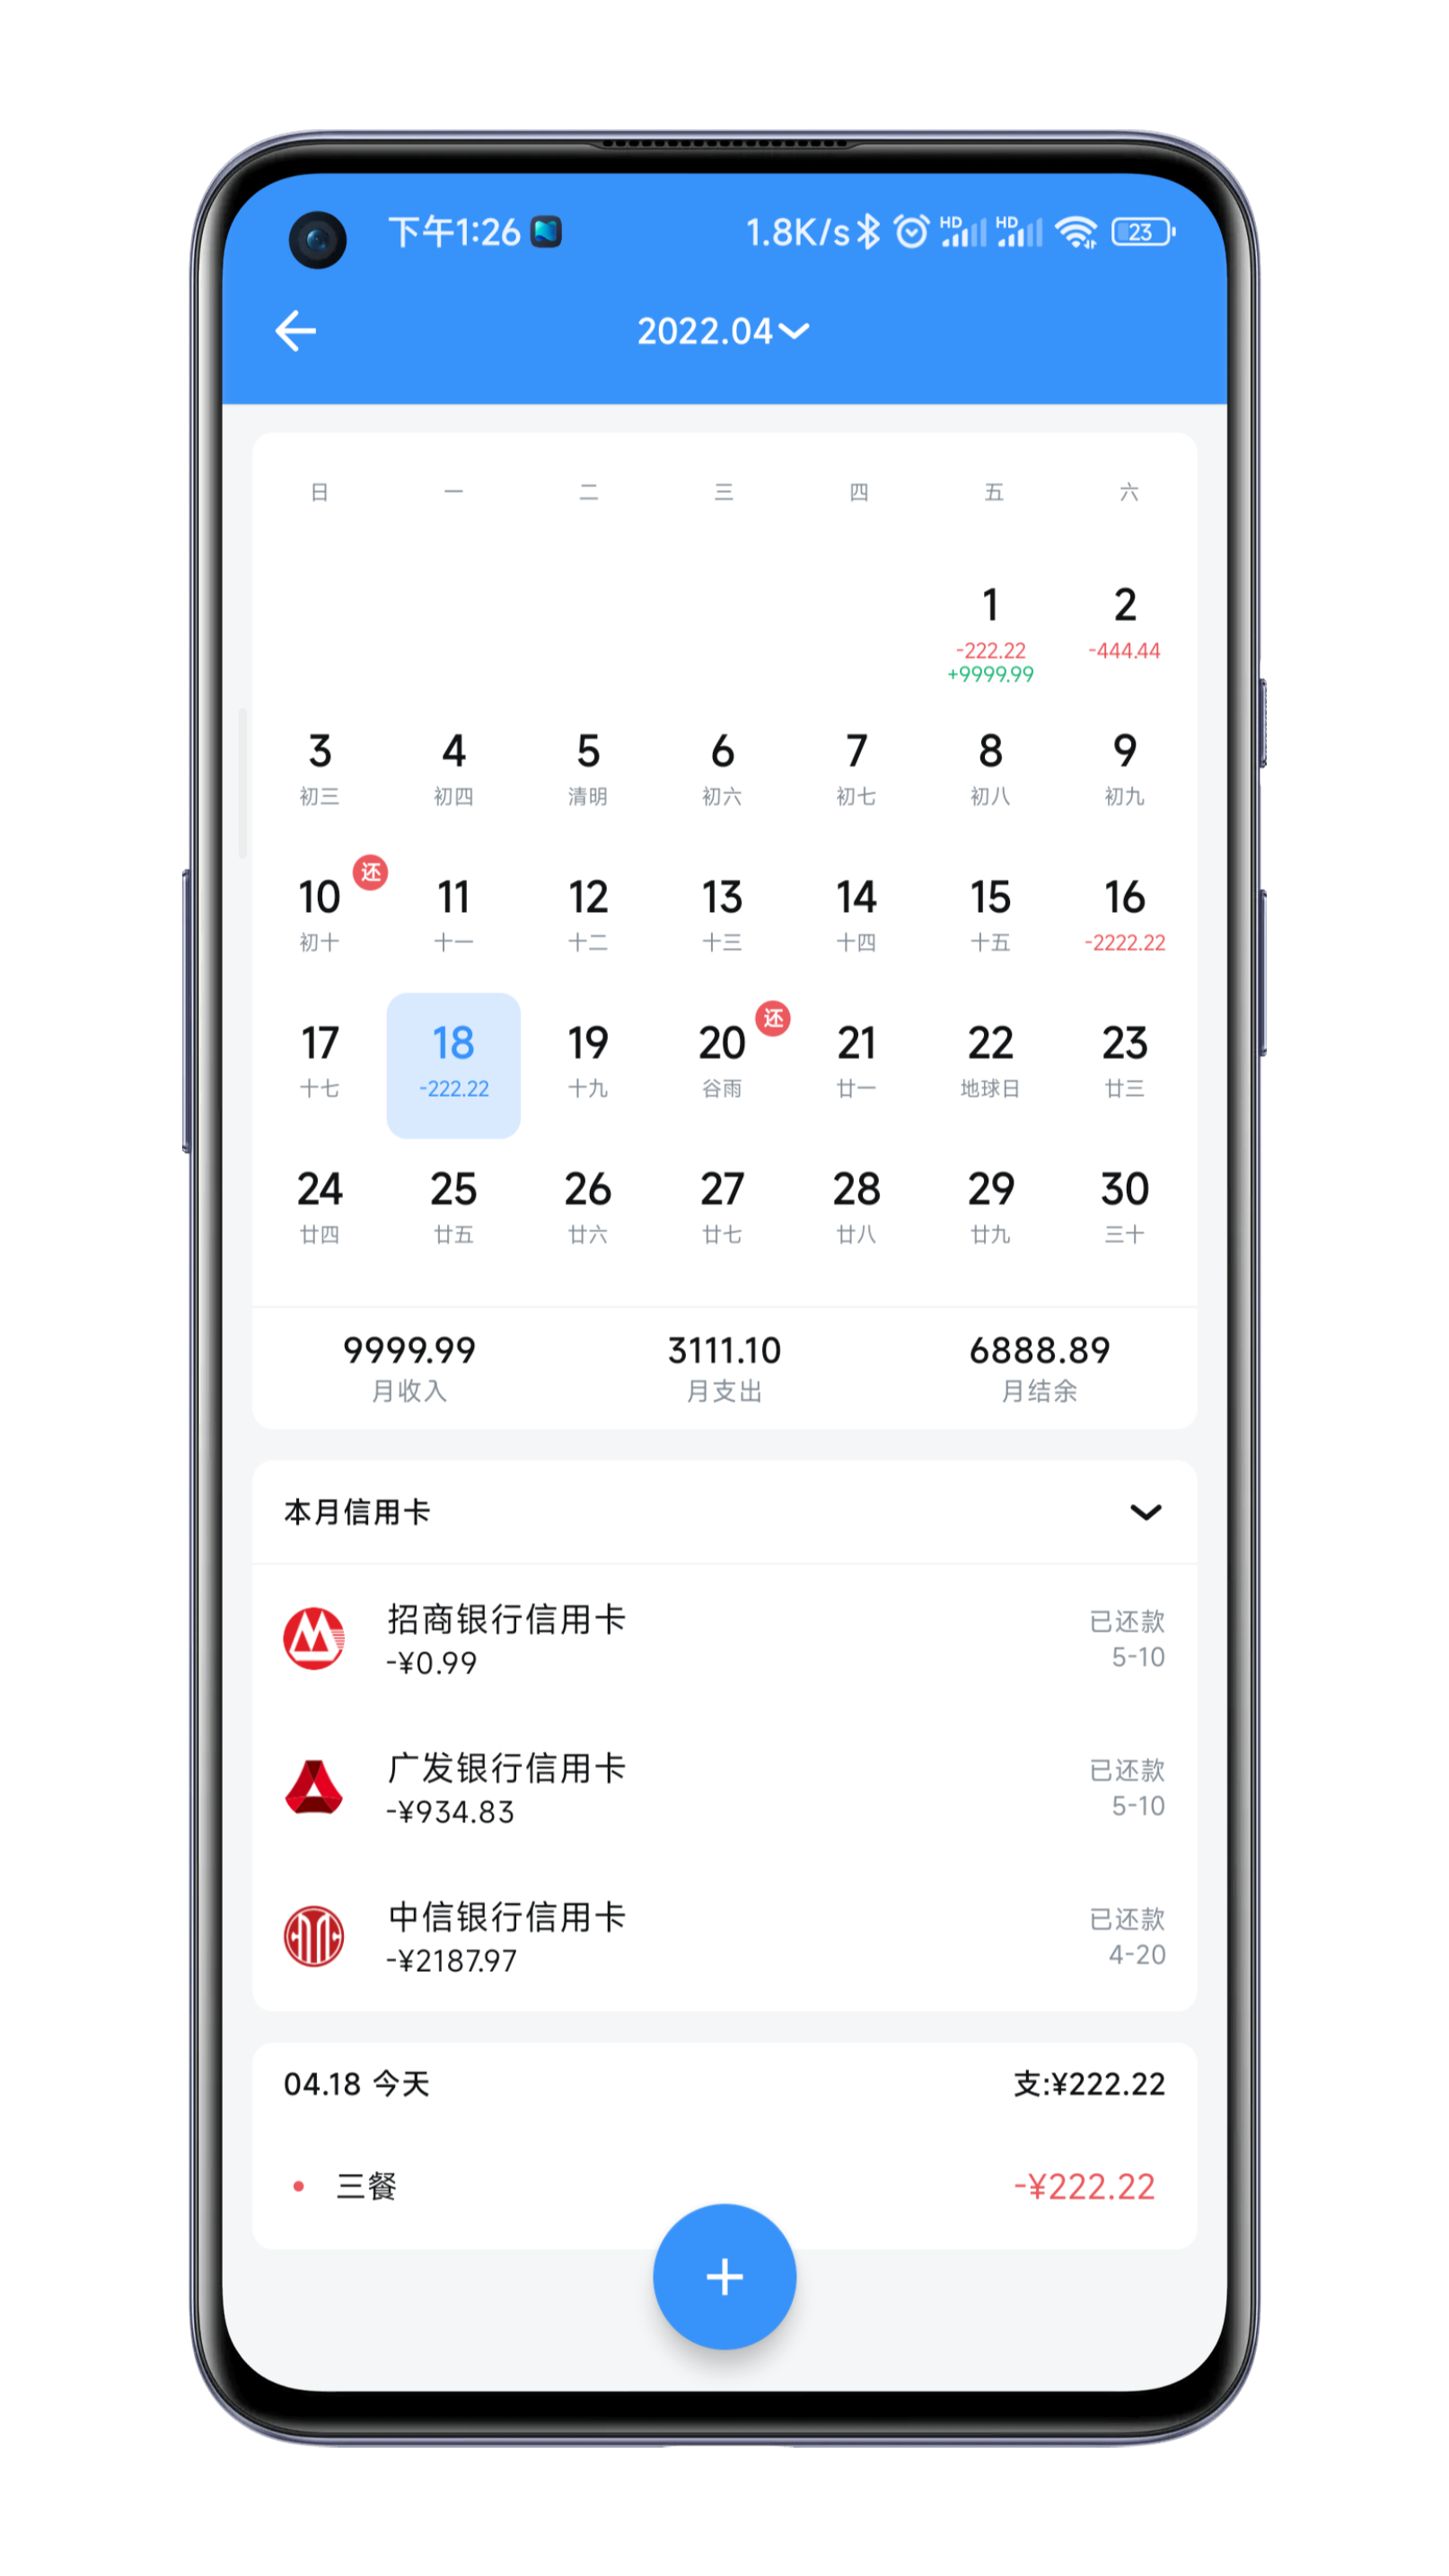 下午1:26 1.8K/s HD HD 23
2022.04
日 一 二 三 四 五 六
1 2
-222.22 -444.44
+9999.99
3 4 5 6 7 8 9
初三 初四 清明 初六 初七 初八 初九
还
10 11 12 13 14 15 16
初十 十一 十二 十三 十四 十五 -2222.22
还
17 18 19 20 21 22 23
十七 -222.22 十九 谷雨 廿一 地球日 廿三
24 25 26 27 28 29 30
廿四 廿五 廿六 廿七 廿八 廿九 三十
9999.99 3111.10 6888.89
月收入 月支出 月结余
本月信用卡
招商银行信用卡 已还款
-¥0.99 5-10
广发银行信用卡 已还款
-¥934.83 5-10
中信银行信用卡 已还款
-¥2187.97 4-20
04.18 今天 支:¥222.22
三餐 -¥222.22
+